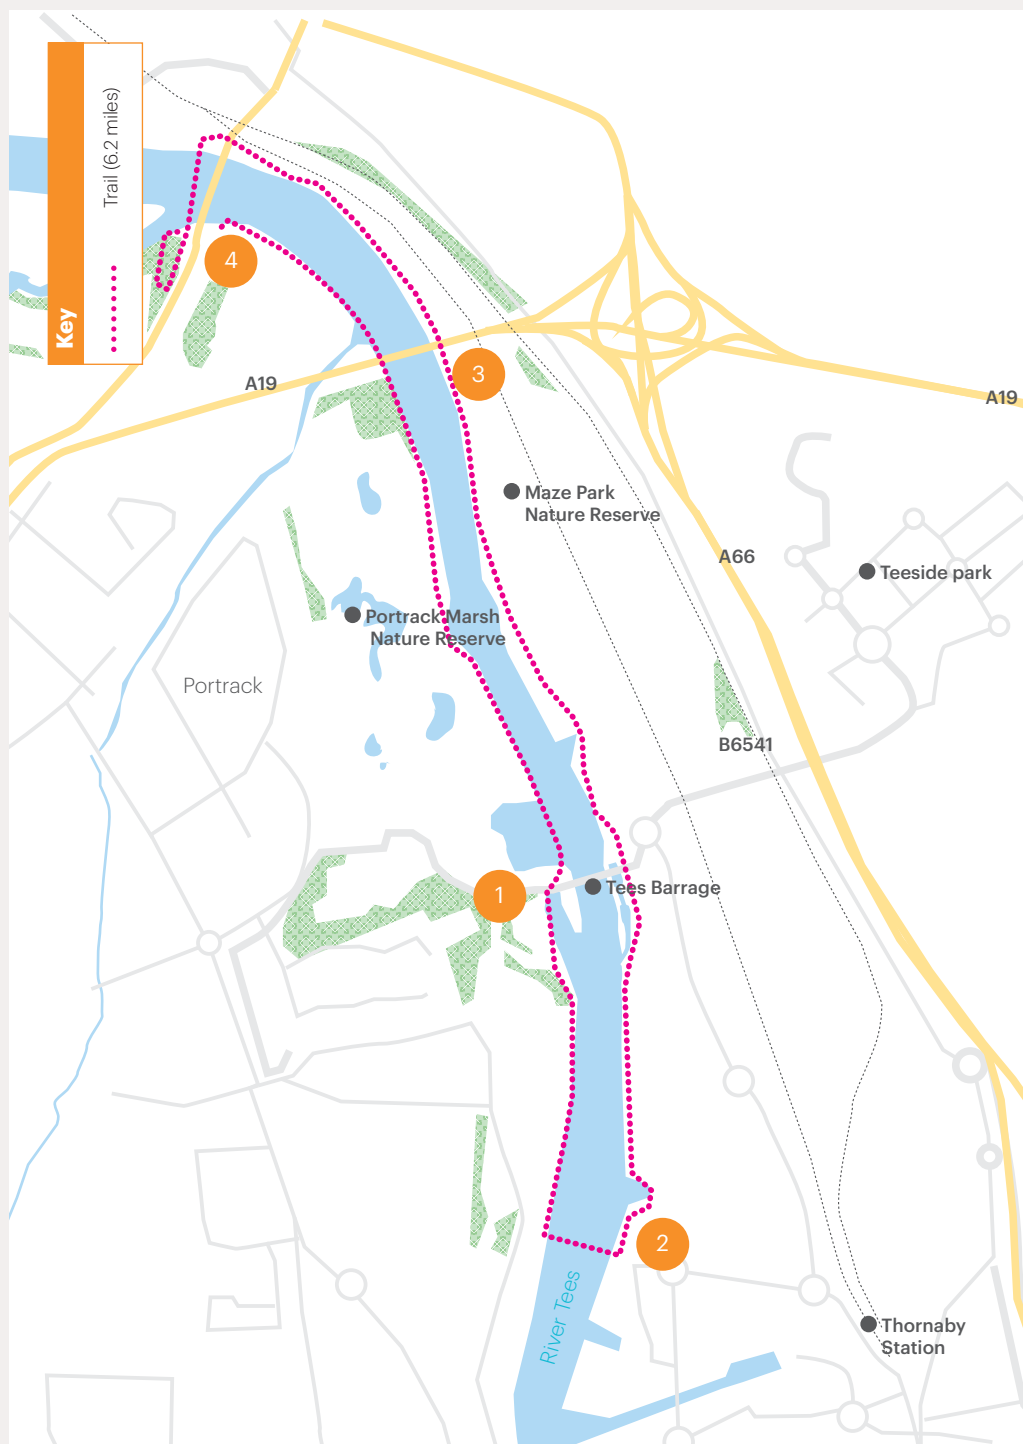 Key
Trail (6.2 miles)
4
A19
3
A19
Maze Park
Nature Reserve
A66
Teeside park
Portrack Marsh
Nature Reserve
Portrack
B6541
1
Tees Barrage
2
River Tees
Thornaby
Station